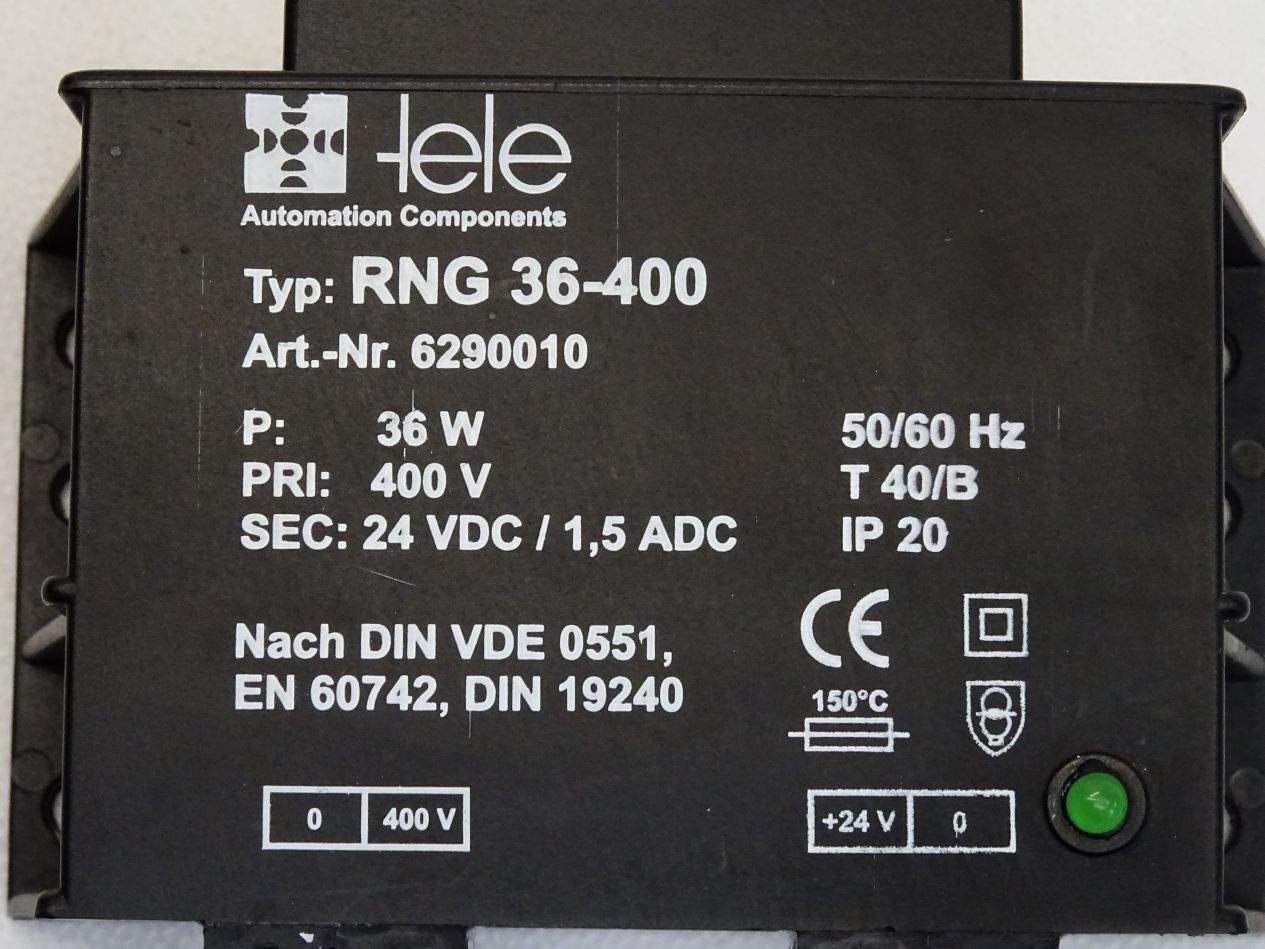 tele
Automation Components
Typ: RNG 36-400
Art.-Nr. 6290010
P: 36 W
PRI: 400 V
SEC: 24 VDC / 1,5 ADC
50/60 Hz
T 40/B
IP 20
Nach DIN VDE 0551,
EN 60742, DIN 19240
CE
150°C
0 400 V
+24 V 0